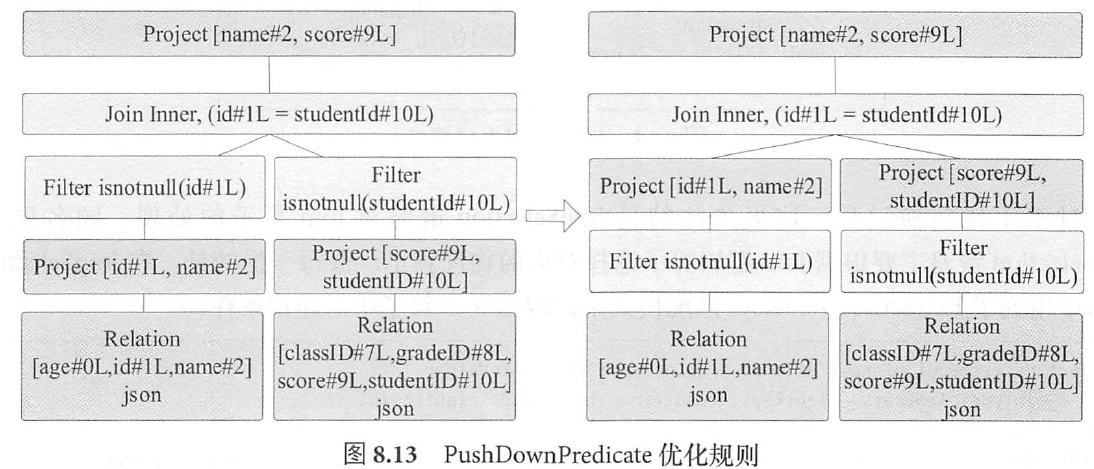 Project [name#2, score#9L]
Join Inner, (id#1L = studentId#10L)
Filter isnotnull(id#1L)
Filter
isnotnull(studentId#10L)
Project [id#1L, name#2]
Project [score#9L,
studentID#10L]
Relation
[age#0L,id#1L,name#2]
json
Relation
[classID#7L,gradeID#8L,
score#9L,studentID#10L]
json
Project [name#2, score#9L]
Join Inner, (id#1L = studentId#10L)
Project [id#1L, name#2]
Project [score#9L,
studentID#10L]
Filter isnotnull(id#1L)
Filter
isnotnull(studentId#10L)
Relation
[age#0L,id#1L,name#2]
json
Relation
[classID#7L,gradeID#8L,
score#9L,studentID#10L]
json
图 8.13 PushDownPredicate 优化规则